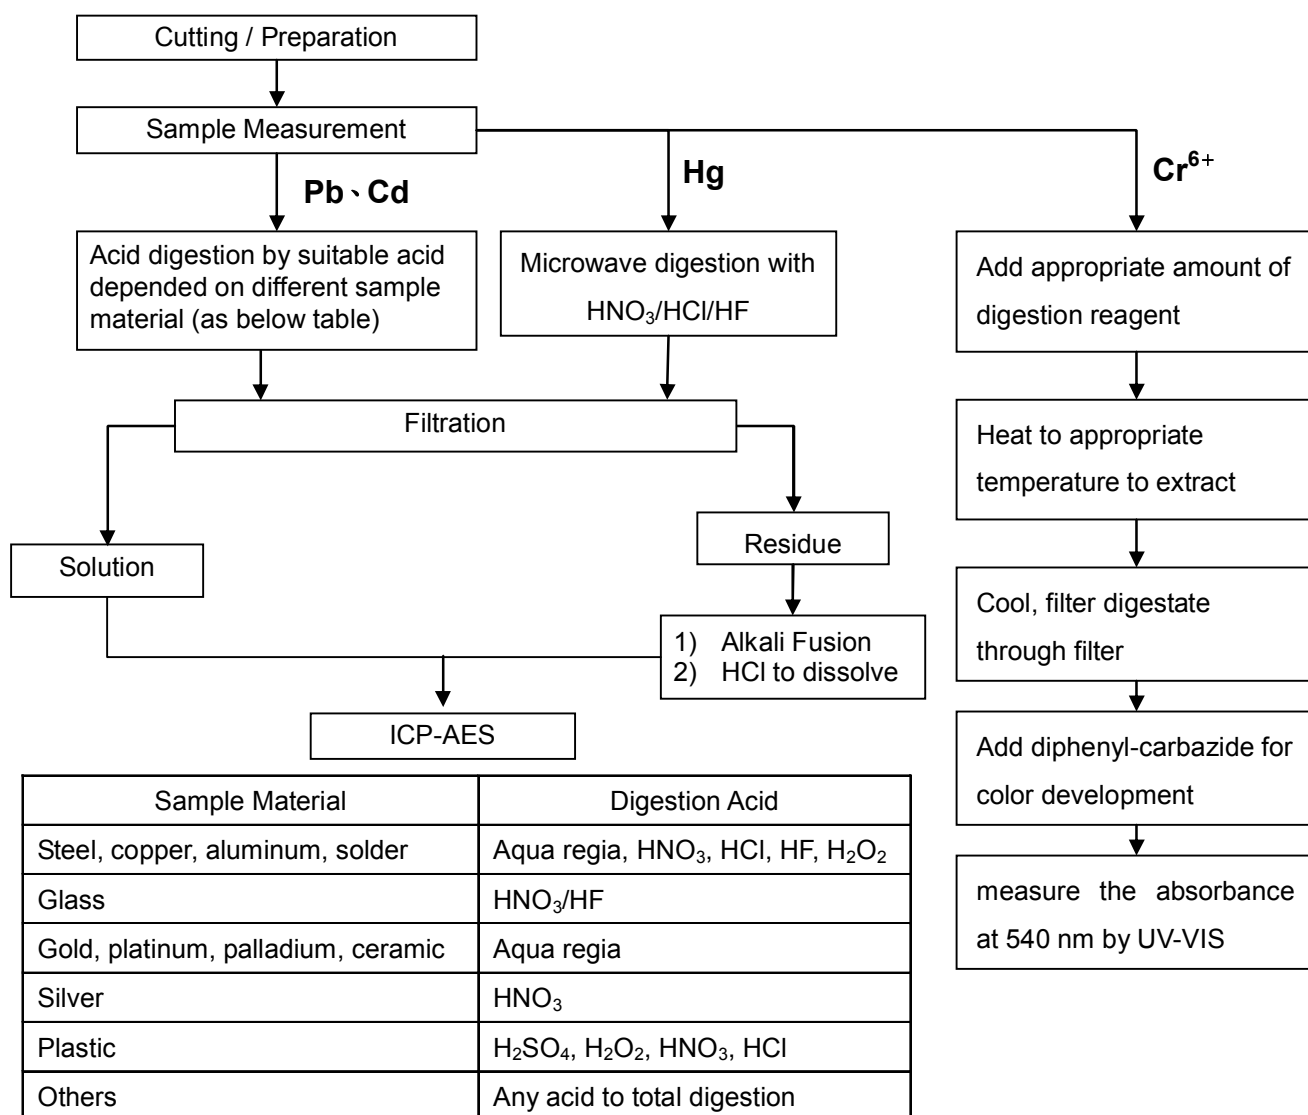 Cutting / Preparation
Sample Measurement
Pb、Cd
Hg
Cr⁶⁺
Acid digestion by suitable acid
depended on different sample
material (as below table)
Microwave digestion with
HNO₃/HCl/HF
Add appropriate amount of
digestion reagent
Filtration
Heat to appropriate
temperature to extract
Solution
Residue
Cool, filter digestate
through filter
1) Alkali Fusion
2) HCl to dissolve
ICP-AES
Add diphenyl-carbazide for
color development
measure the absorbance
at 540 nm by UV-VIS
Sample Material Digestion Acid
Steel, copper, aluminum, solder Aqua regia, HNO₃, HCl, HF, H₂O₂
Glass HNO₃/HF
Gold, platinum, palladium, ceramic Aqua regia
Silver HNO₃
Plastic H₂SO₄, H₂O₂, HNO₃, HCl
Others Any acid to total digestion